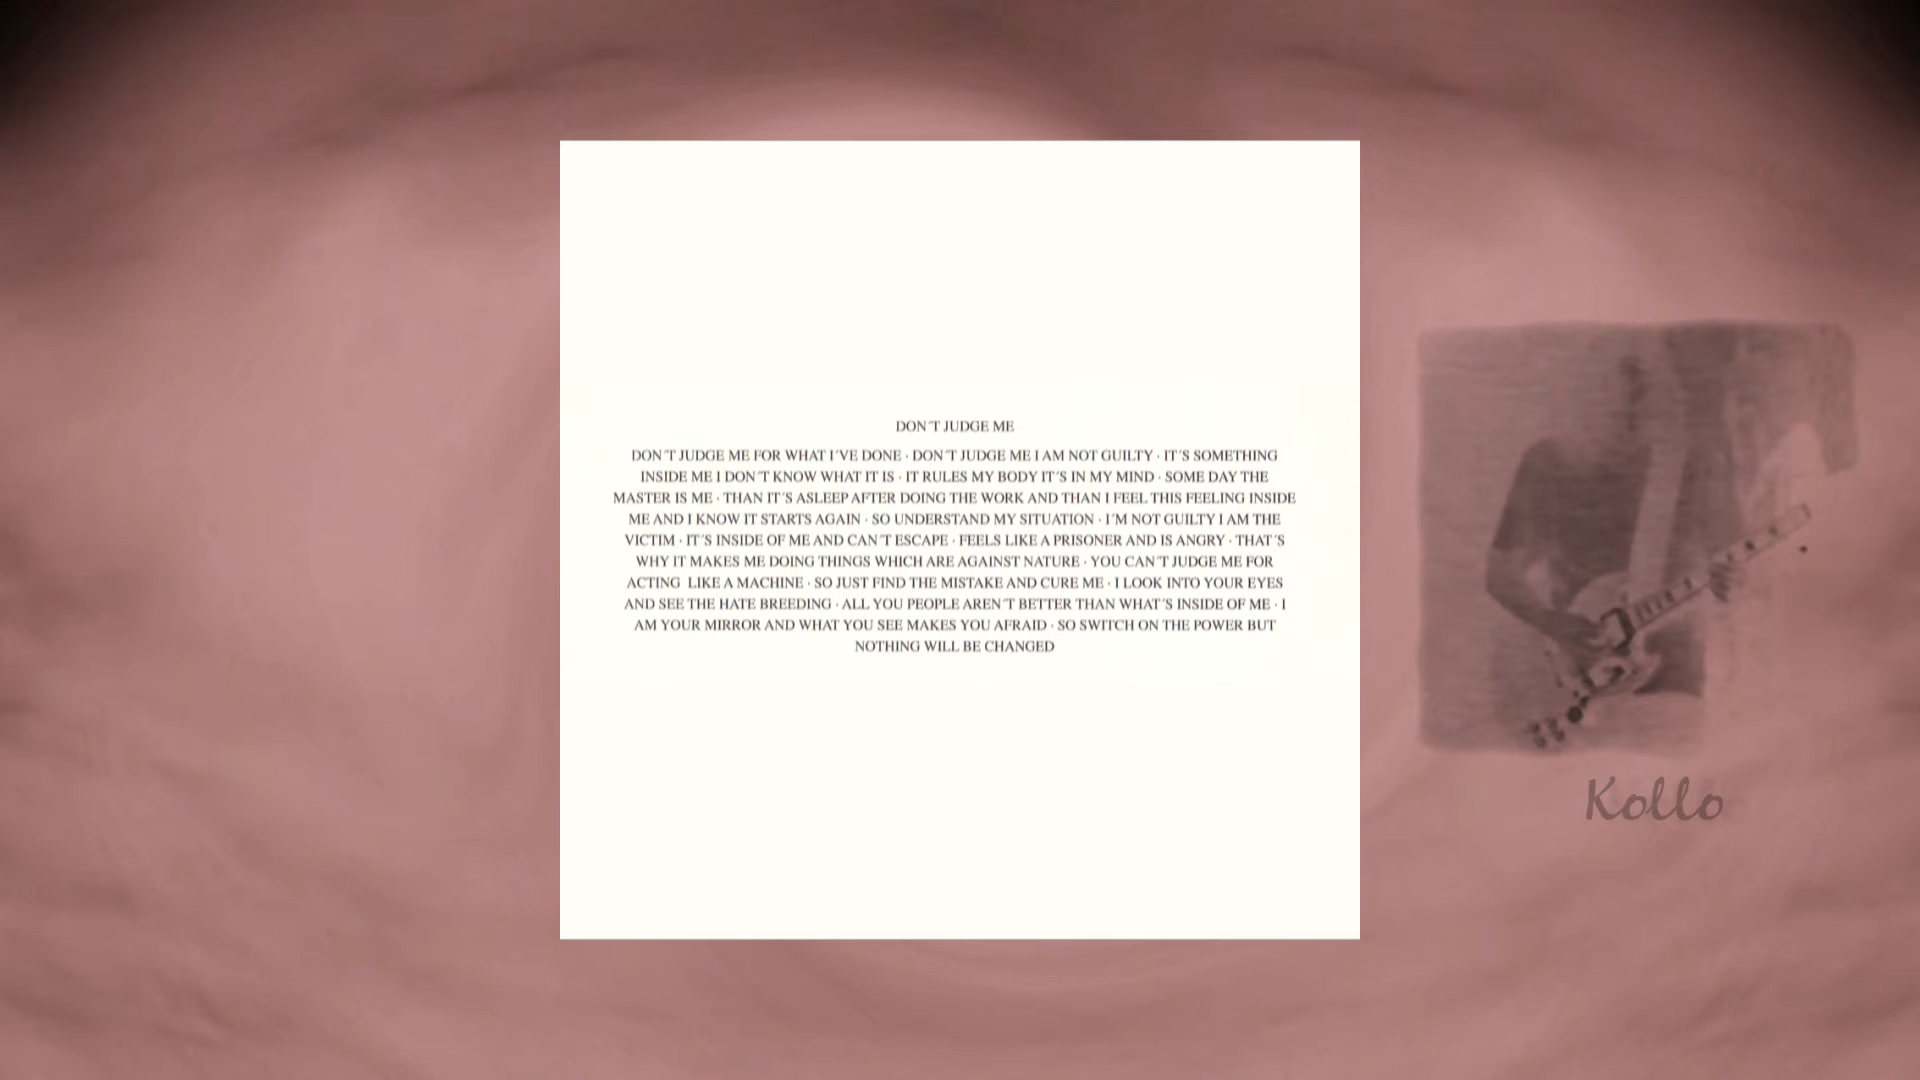 DON´T JUDGE ME
DON´T JUDGE ME FOR WHAT I´VE DONE · DON´T JUDGE ME I AM NOT GUILTY · IT´S SOMETHING
INSIDE ME I DON´T KNOW WHAT IT IS · IT RULES MY BODY IT´S IN MY MIND · SOME DAY THE
MASTER IS ME · THAN IT´S ASLEEP AFTER DOING THE WORK AND THAN I FEEL THIS FEELING INSIDE
ME AND I KNOW IT STARTS AGAIN · SO UNDERSTAND MY SITUATION · I´M NOT GUILTY I AM THE
VICTIM · IT´S INSIDE OF ME AND CAN´T ESCAPE · FEELS LIKE A PRISONER AND IS ANGRY · THAT´S
WHY IT MAKES ME DOING THINGS WHICH ARE AGAINST NATURE · YOU CAN´T JUDGE ME FOR
ACTING LIKE A MACHINE · SO JUST FIND THE MISTAKE AND CURE ME · I LOOK INTO YOUR EYES
AND SEE THE HATE BREEDING · ALL YOU PEOPLE AREN´T BETTER THAN WHAT´S INSIDE OF ME · I
AM YOUR MIRROR AND WHAT YOU SEE MAKES YOU AFRAID · SO SWITCH ON THE POWER BUT
NOTHING WILL BE CHANGED
Kollo